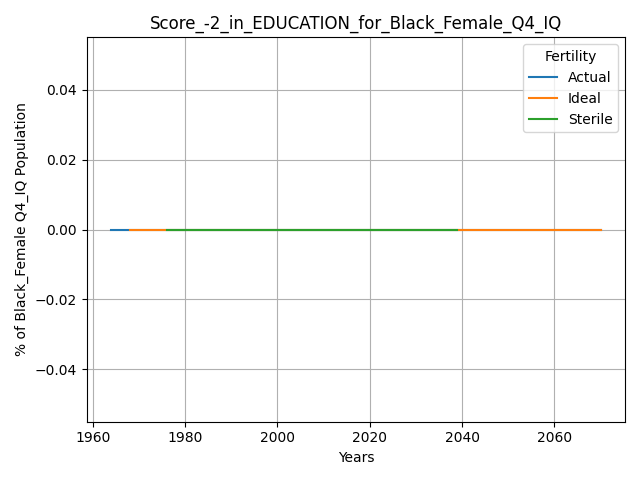 Score_-2_in_EDUCATION_for_Black_Female_Q4_IQ
Fertility
Actual
Ideal
Sterile
% of Black_Female Q4_IQ Population
0.04
0.02
0.00
−0.02
−0.04
1960 1980 2000 2020 2040 2060
Years